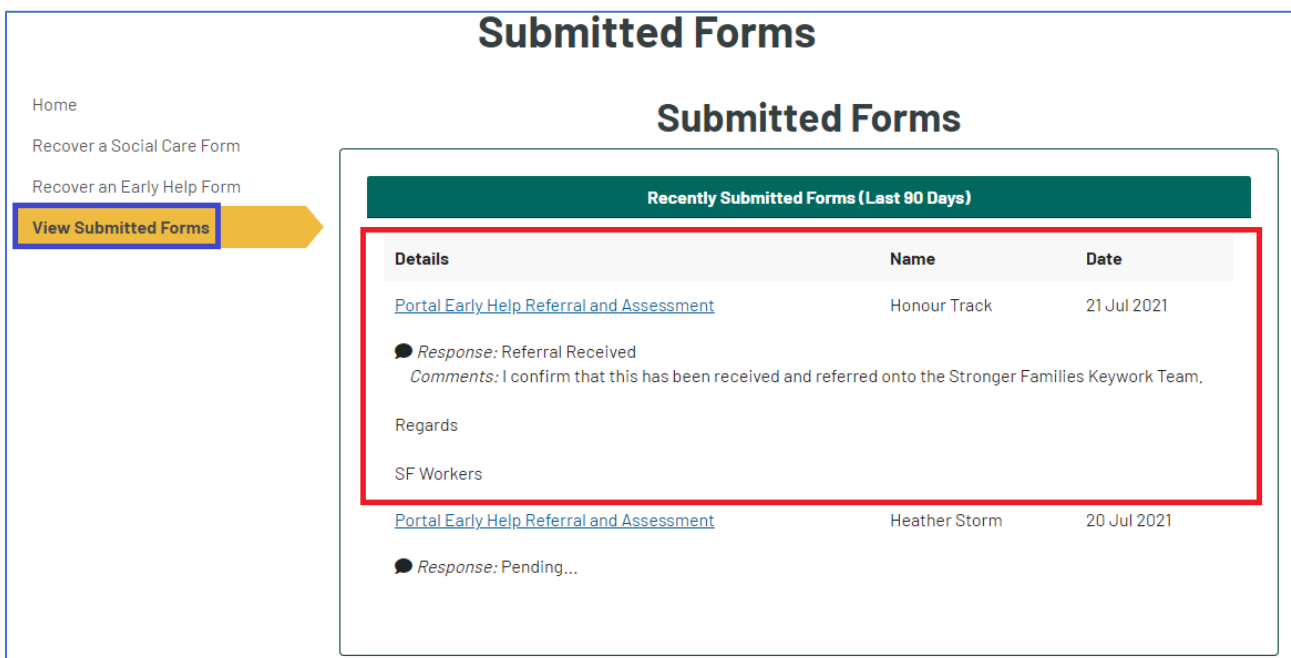 Submitted Forms
Home
Recover a Social Care Form
Recover an Early Help Form
View Submitted Forms
Submitted Forms
Recently Submitted Forms (Last 90 Days)
Details Name Date
Portal Early Help Referral and Assessment Honour Track 21 Jul 2021
Response: Referral Received
Comments: I confirm that this has been received and referred onto the Stronger Families Keywork Team.
Regards
SF Workers
Portal Early Help Referral and Assessment Heather Storm 20 Jul 2021
Response: Pending...